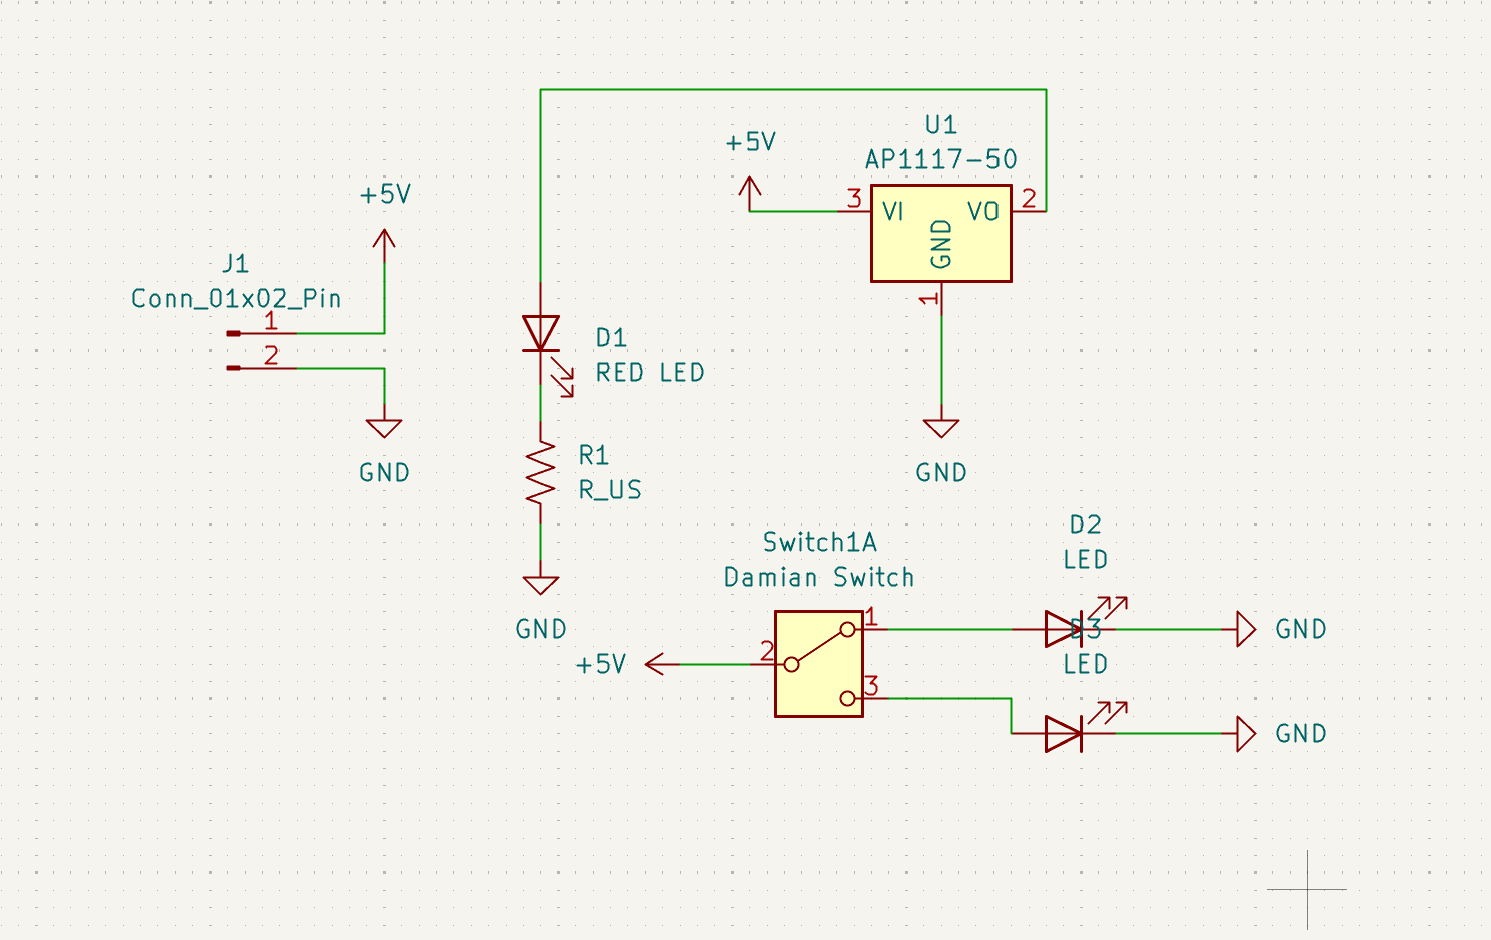 U1
AP1117-50
+5V
3
VI
VO
2
GND
1
GND
+5V
J1
Conn_01x02_Pin
1
2
GND
D1
RED LED
R1
R_US
GND
Switch1A
Damian Switch
+5V
2
1
3
D2
LED
GND
D3
LED
GND